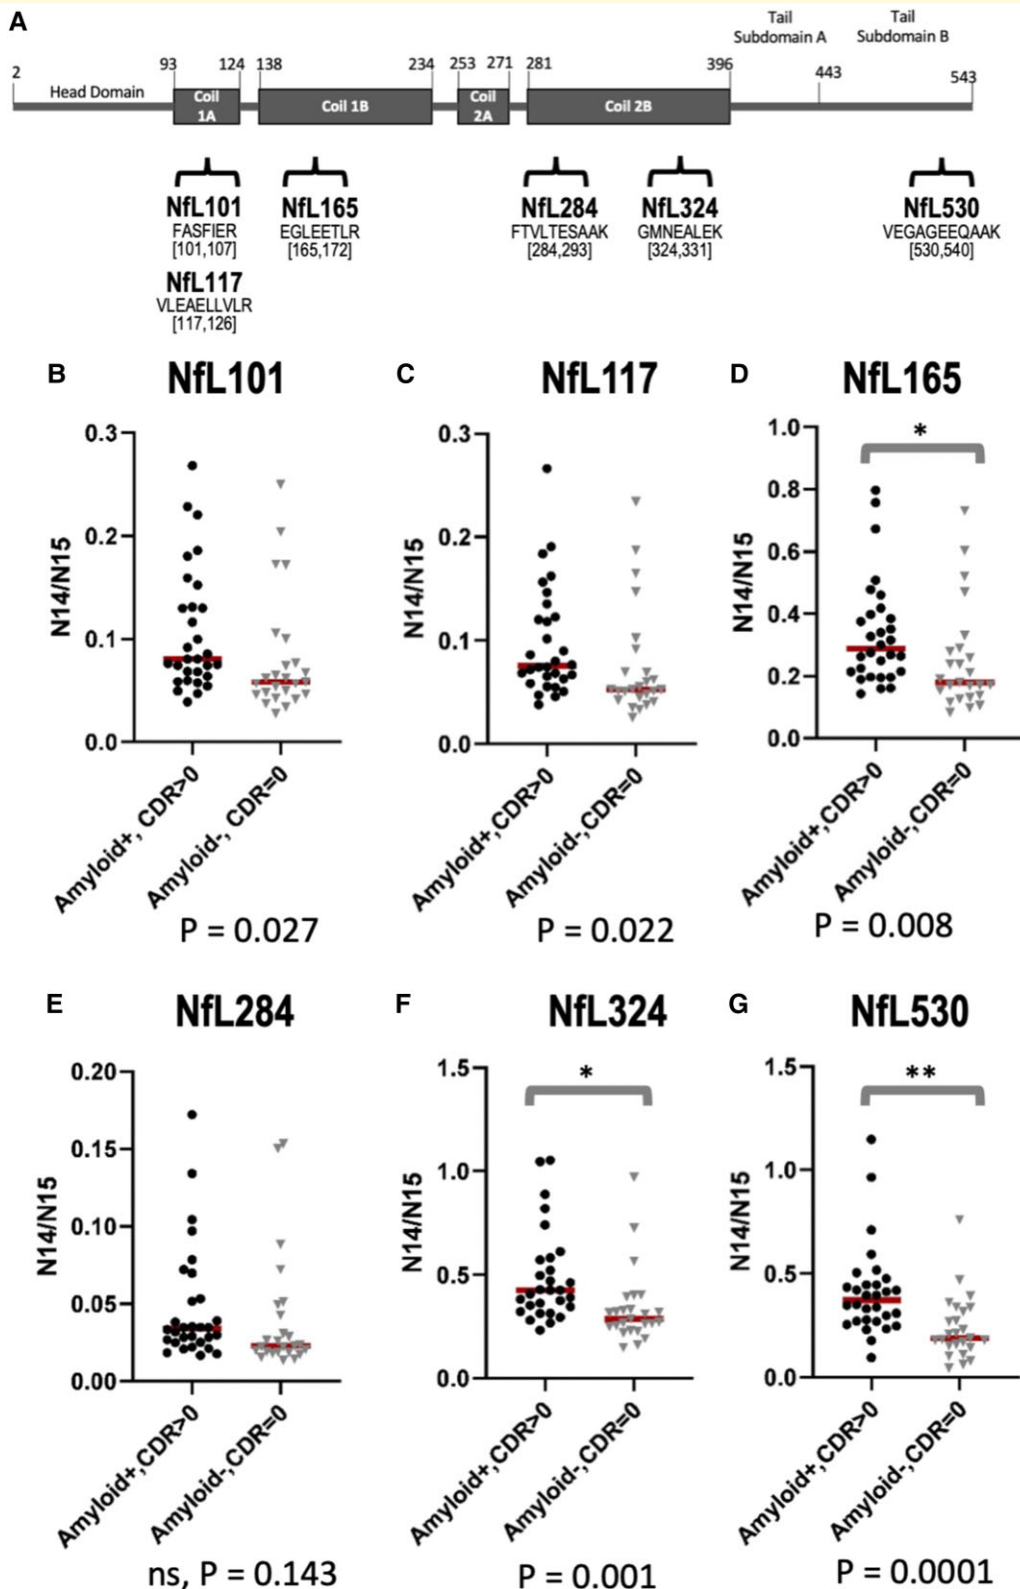 A
Tail
Subdomain A
Tail
Subdomain B
2
Head Domain
93
124
138
234
253
271
281
396
443
543
Coil
1A
Coil 1B
Coil
2A
Coil 2B
NfL101
FASFIER
[101,107]
NfL117
VLEAELLVLR
[117,126]
NfL165
EGLEETLR
[165,172]
NfL284
FTVLTESAAK
[284,293]
NfL324
GMNEALEK
[324,331]
NfL530
VEGAGEEQAAK
[530,540]
B
NfL101
N14/N15
0.3
0.2
0.1
0.0
Amyloid+, CDR>0
Amyloid-, CDR=0
P = 0.027
C
NfL117
N14/N15
0.3
0.2
0.1
0.0
Amyloid+, CDR>0
Amyloid-,CDR=0
P = 0.022
D
NfL165
N14/N15
1.0
0.8
0.6
0.4
0.2
0.0
*
Amyloid+, CDR>0
Amyloid-,CDR=0
P = 0.008
E
NfL284
N14/N15
0.20
0.15
0.10
0.05
0.00
Amyloid+,CDR>0
Amyloid-,CDR=0
ns, P = 0.143
F
NfL324
N14/N15
1.5
1.0
0.5
0.0
*
Amyloid+,CDR>0
Amyloid-,CDR=0
P = 0.001
G
NfL530
N14/N15
1.5
1.0
0.5
0.0
**
Amyloid+,CDR>0
Amyloid-,CDR=0
P = 0.0001